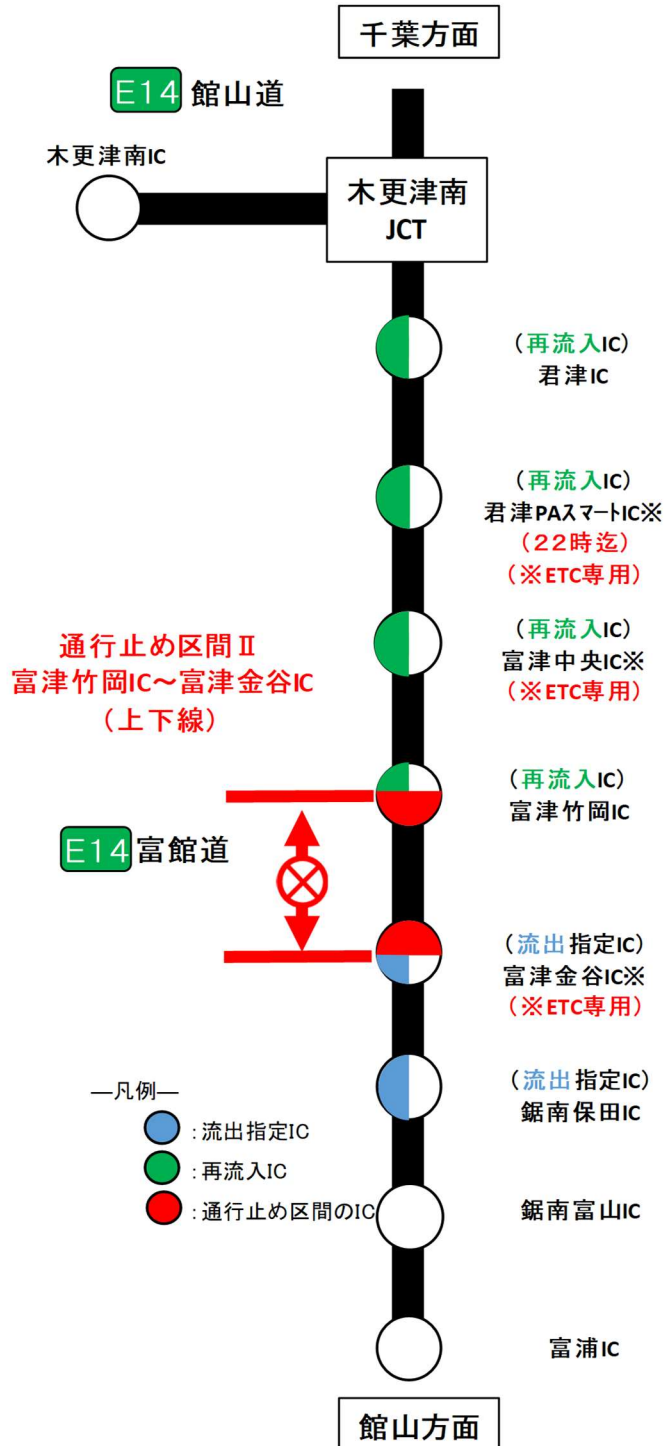 千葉方面
E14 館山道
木更津南IC
木更津南
JCT
(再流入IC)
君津IC
(再流入IC)
君津PAスマートIC※
(22時迄)
(※ETC専用)
(再流入IC)
富津中央IC※
(※ETC専用)
通行止め区間Ⅱ
富津竹岡IC～富津金谷IC
(上下線)
(再流入IC)
富津竹岡IC
E14 富館道
(流出指定IC)
富津金谷IC※
(※ETC専用)
(流出指定IC)
鋸南保田IC
―凡例―
:流出指定IC
:再流入IC
:通行止め区間のIC
鋸南富山IC
富浦IC
館山方面